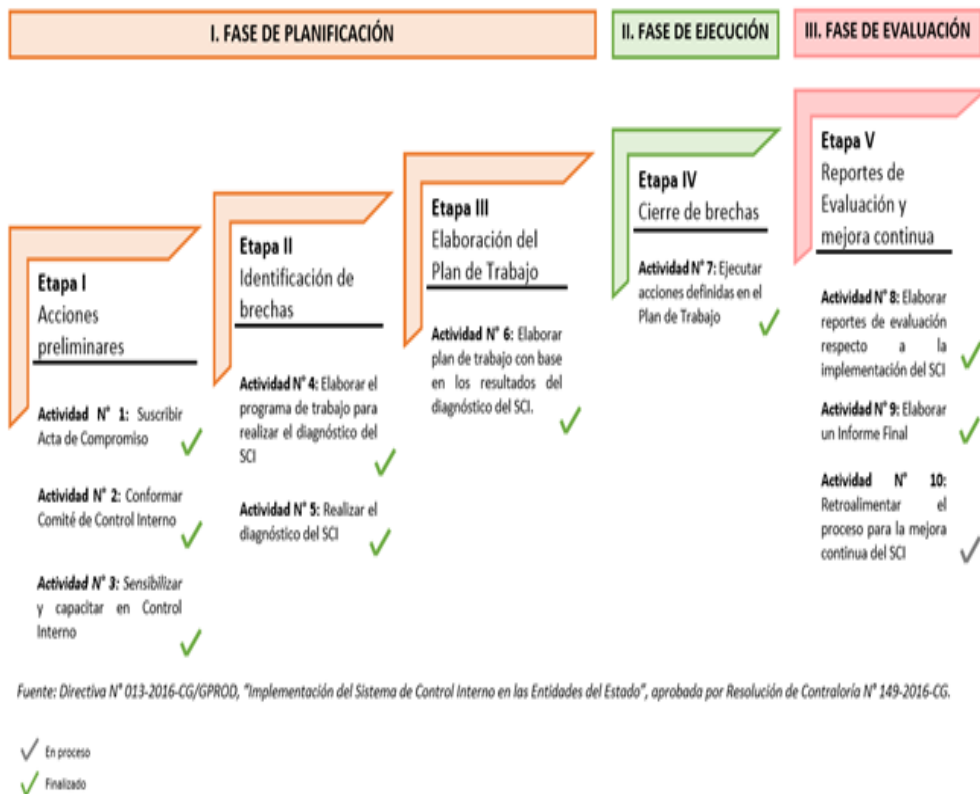 I. FASE DE PLANIFICACIÓN
II. FASE DE EJECUCIÓN
III. FASE DE EVALUACIÓN
Etapa I
Acciones
preliminares
Actividad N° 1: Suscribir
Acta de Compromiso
Actividad N° 2: Conformar
Comité de Control Interno
Actividad N° 3: Sensibilizar
y capacitar en Control
Interno
Etapa II
Identificación de
brechas
Actividad N° 4: Elaborar el
programa de trabajo para
realizar el diagnóstico del
SCI
Actividad N° 5: Realizar el
diagnóstico del SCI
Etapa III
Elaboración del
Plan de Trabajo
Actividad N° 6: Elaborar
plan de trabajo con base
en los resultados del
diagnóstico del SCI.
Etapa IV
Cierre de brechas
Actividad N° 7: Ejecutar
acciones definidas en el
Plan de Trabajo
Etapa V
Reportes de
Evaluación y
mejora continua
Actividad N° 8: Elaborar
reportes de evaluación
respecto a la
implementación del SCI
Actividad N° 9: Elaborar
un Informe Final
Actividad N° 10:
Retroalimentar el
proceso para la mejora
continua del SCI
Fuente: Directiva N° 013-2016-CG/GPROD, "Implementación del Sistema de Control Interno en las Entidades del Estado", aprobada por Resolución de Contraloría N° 149-2016-CG.
En proceso
Finalizado